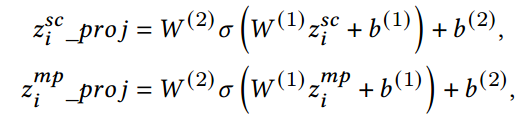 z_i^{sc}\_proj = W^{(2)} σ (W^{(1)} z_i^{sc} + b^{(1)}) + b^{(2)},
z_i^{mp}\_proj = W^{(2)} σ (W^{(1)} z_i^{mp} + b^{(1)}) + b^{(2)},